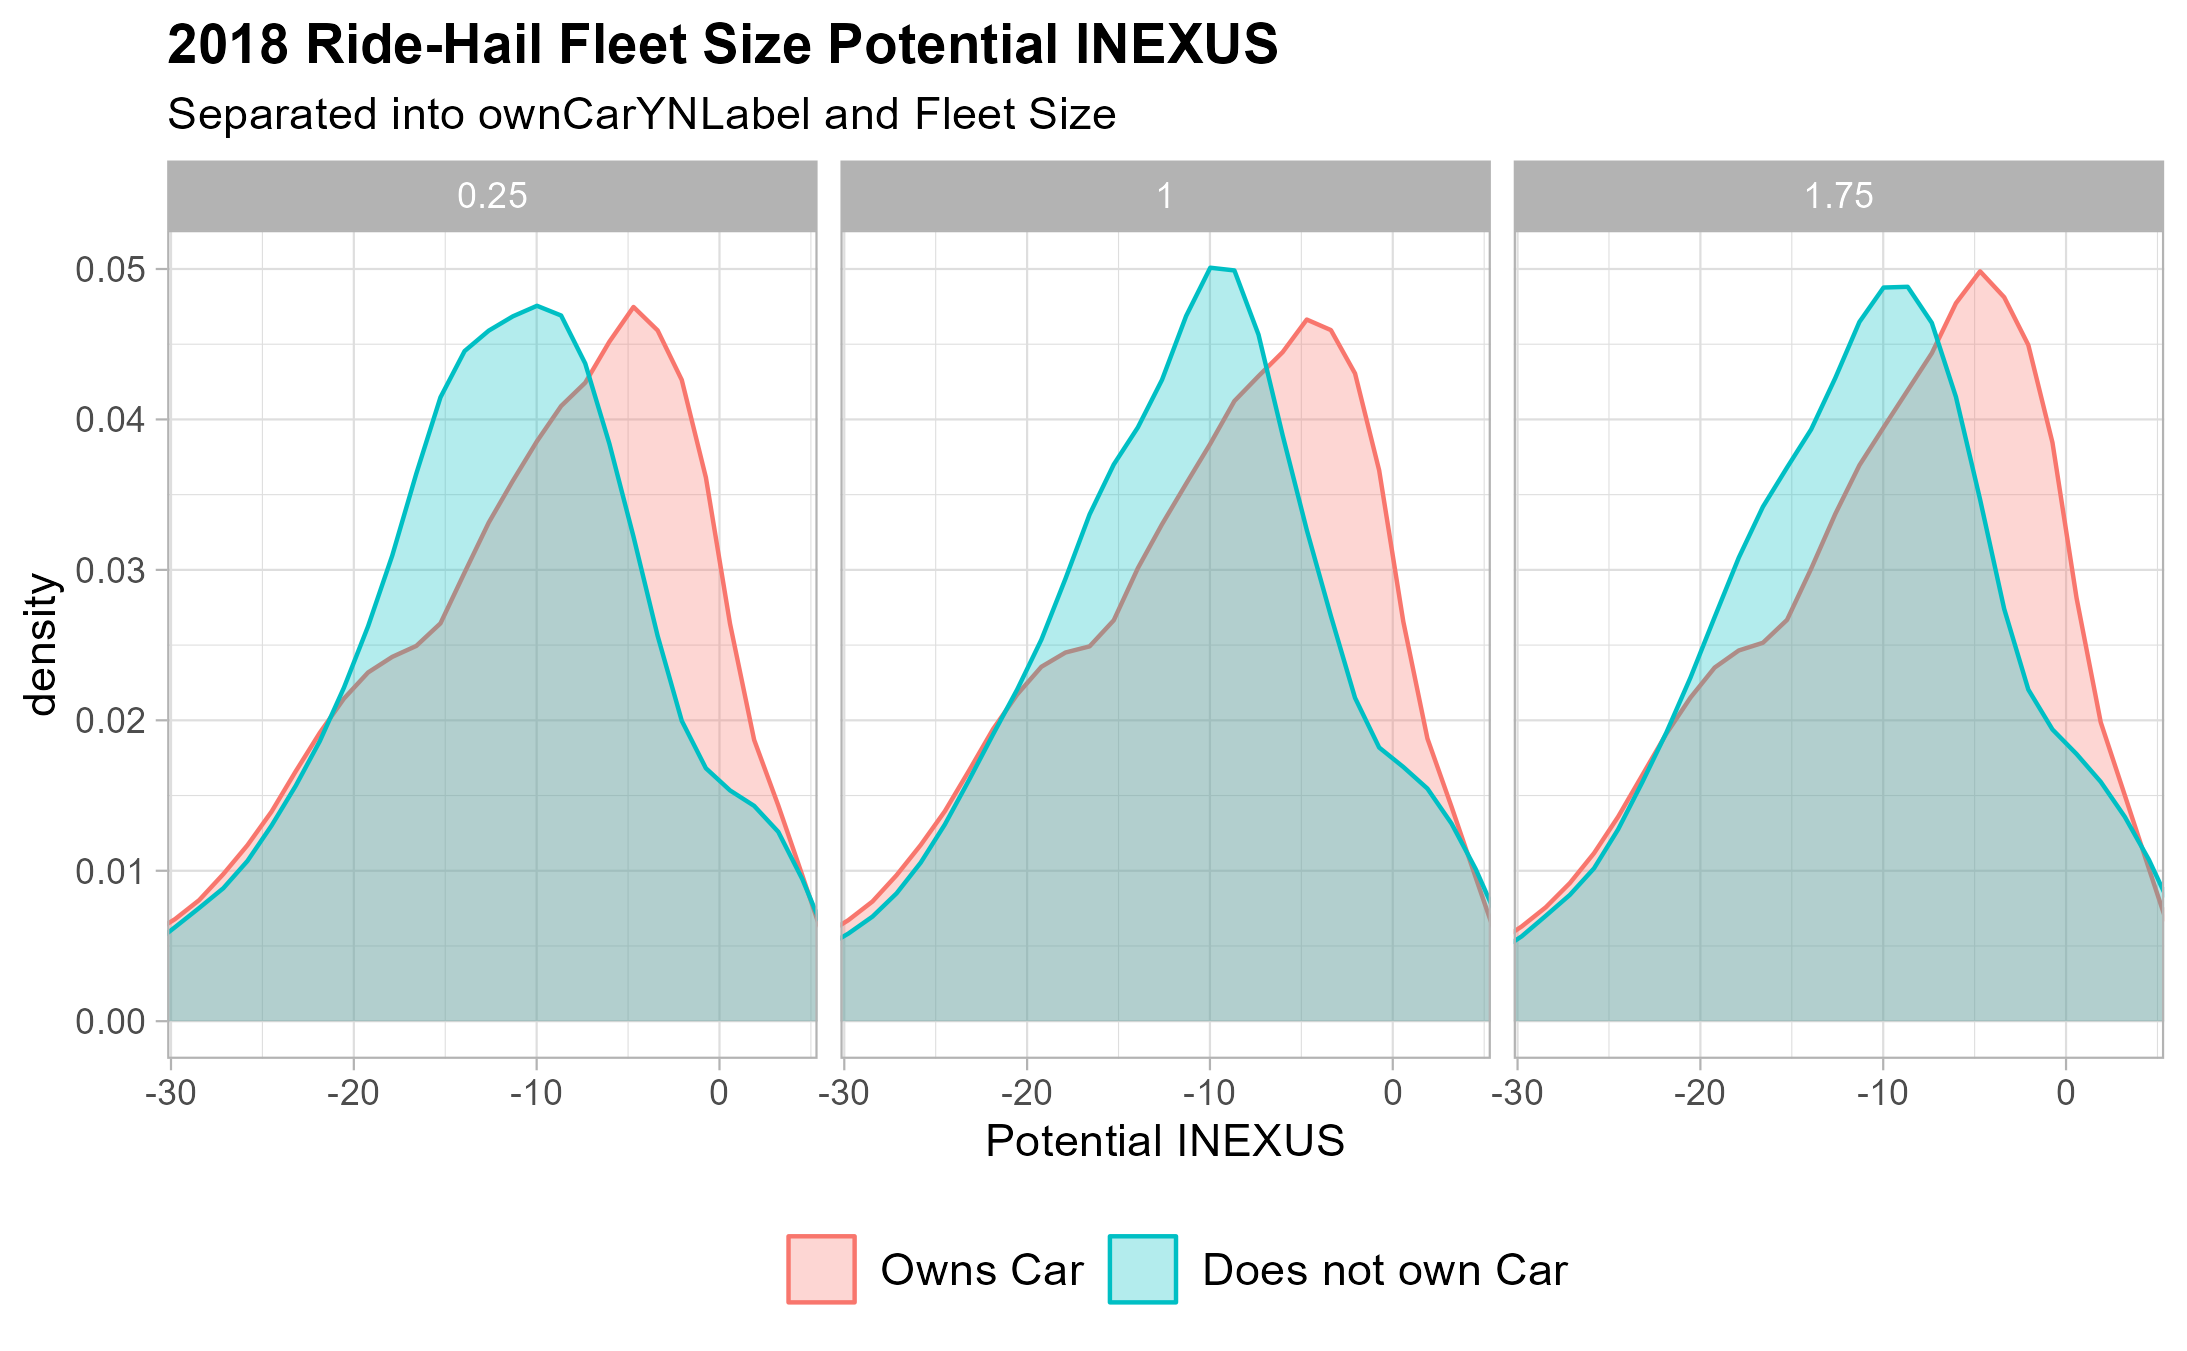 2018 Ride-Hail Fleet Size Potential INEXUS
Separated into ownCarYNLabel and Fleet Size
0.25 1 1.75
0.05
0.04
0.03
0.02
0.01
0.00
density
-30 -20 -10 0 -30 -20 -10 0 -30 -20 -10 0
Potential INEXUS
Owns Car Does not own Car